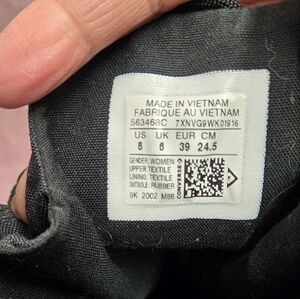 MADE IN VIETNAM
FABRIQUE AU VIETNAM
563468C 7XNVG9WK01916
US UK EUR CM
8 6 39 24.5
GENDER: WOMEN
UPPER: TEXTILE
LINING: TEXTILE
OUTSOLE: RUBBER
9K 2002 M88
CONVERSE